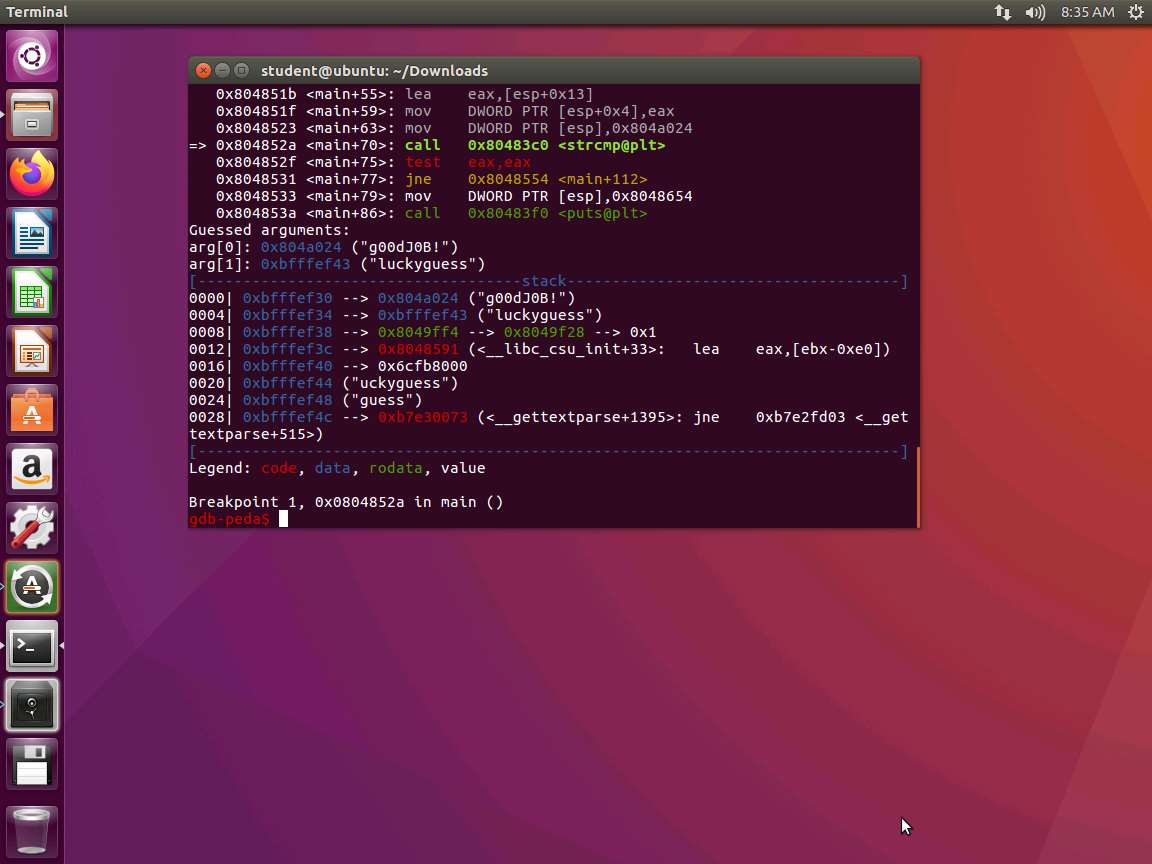 Terminal
8:35 AM
student@ubuntu: ~/Downloads
0x804851b <main+55>: lea eax,[esp+0x13]
0x804851f <main+59>: mov DWORD PTR [esp+0x4],eax
0x8048523 <main+63>: mov DWORD PTR [esp],0x804a024
=> 0x804852a <main+70>: call 0x80483c0 <strcmp@plt>
0x804852f <main+75>: test eax,eax
0x8048531 <main+77>: jne 0x8048554 <main+112>
0x8048533 <main+79>: mov DWORD PTR [esp],0x8048654
0x804853a <main+86>: call 0x80483f0 <puts@plt>
Guessed arguments:
arg[0]: 0x804a024 ("g00dJ0B!")
arg[1]: 0xbfffef43 ("luckyguess")
[------------------------------------stack-------------------------------------]
0000| 0xbfffef30 --> 0x804a024 ("g00dJ0B!")
0004| 0xbfffef34 --> 0xbfffef43 ("luckyguess")
0008| 0xbfffef38 --> 0x8049ff4 --> 0x8049f28 --> 0x1
0012| 0xbfffef3c --> 0x8048591 (<__libc_csu_init+33>: lea eax,[ebx-0xe0])
0016| 0xbfffef40 --> 0x6cfb8000
0020| 0xbfffef44 ("uckyguess")
0024| 0xbfffef48 ("guess")
0028| 0xbfffef4c --> 0xb7e30073 (<__gettextparse+1395>: jne 0xb7e2fd03 <__get
textparse+515>)
[------------------------------------------------------------------------------]
Legend: code, data, rodata, value
Breakpoint 1, 0x0804852a in main ()
gdb-peda$